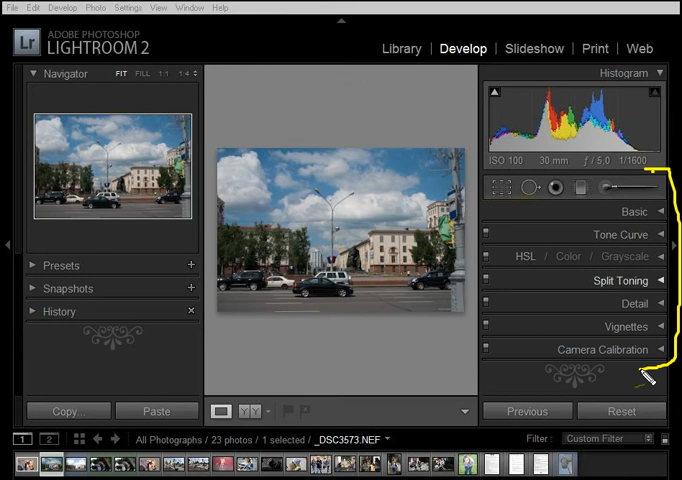 File Edit Develop Photo Settings View Window Help
Lr ADOBE PHOTOSHOP
LIGHTROOM 2
Library | Develop | Slideshow | Print | Web
Navigator FIT FILL 1:1 1:4
Histogram
ISO 100 30 mm ƒ / 5,0 1/1600
Basic
Tone Curve
HSL / Color / Grayscale
Split Toning
Detail
Vignettes
Camera Calibration
Presets
Snapshots
History
Copy... Paste
Y Y
Previous Reset
1 2 All Photographs / 23 photos / 1 selected / _DSC3573.NEF
Filter : Custom Filter